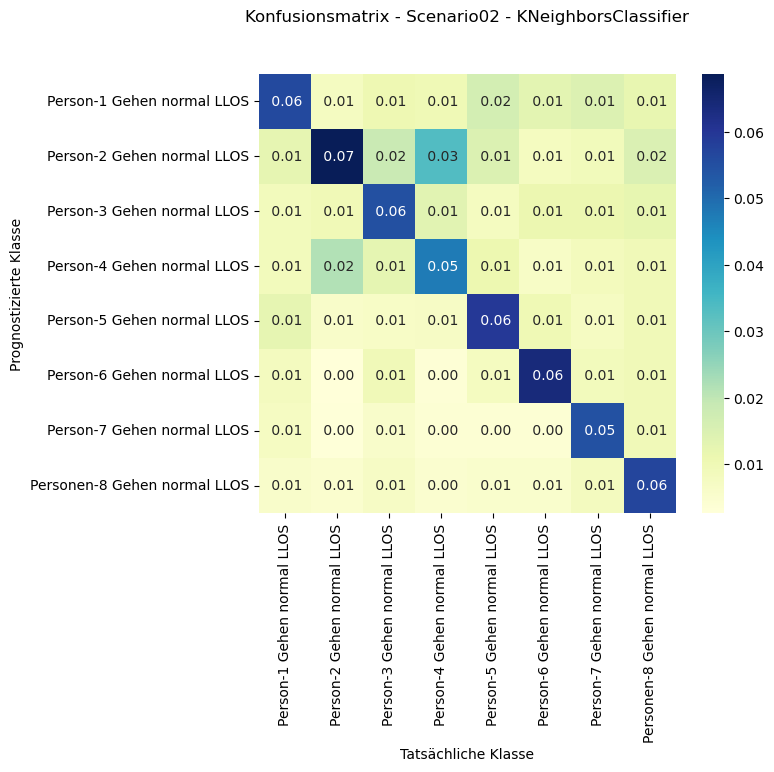 Konfusionsmatrix - Scenario02 - KNeighborsClassifier
Prognostizierte Klasse
Person-1 Gehen normal LLOS 0.06 0.01 0.01 0.01 0.02 0.01 0.01 0.01
Person-2 Gehen normal LLOS 0.01 0.07 0.02 0.03 0.01 0.01 0.01 0.02
Person-3 Gehen normal LLOS 0.01 0.01 0.06 0.01 0.01 0.01 0.01 0.01
Person-4 Gehen normal LLOS 0.01 0.02 0.01 0.05 0.01 0.01 0.01 0.01
Person-5 Gehen normal LLOS 0.01 0.01 0.01 0.01 0.06 0.01 0.01 0.01
Person-6 Gehen normal LLOS 0.01 0.00 0.01 0.00 0.01 0.06 0.01 0.01
Person-7 Gehen normal LLOS 0.01 0.00 0.01 0.00 0.00 0.00 0.05 0.01
Personen-8 Gehen normal LLOS 0.01 0.01 0.01 0.00 0.01 0.01 0.01 0.06
0.06
0.05
0.04
0.03
0.02
0.01
Person-1 Gehen normal LLOS
Person-2 Gehen normal LLOS
Person-3 Gehen normal LLOS
Person-4 Gehen normal LLOS
Person-5 Gehen normal LLOS
Person-6 Gehen normal LLOS
Person-7 Gehen normal LLOS
Personen-8 Gehen normal LLOS
Tatsächliche Klasse